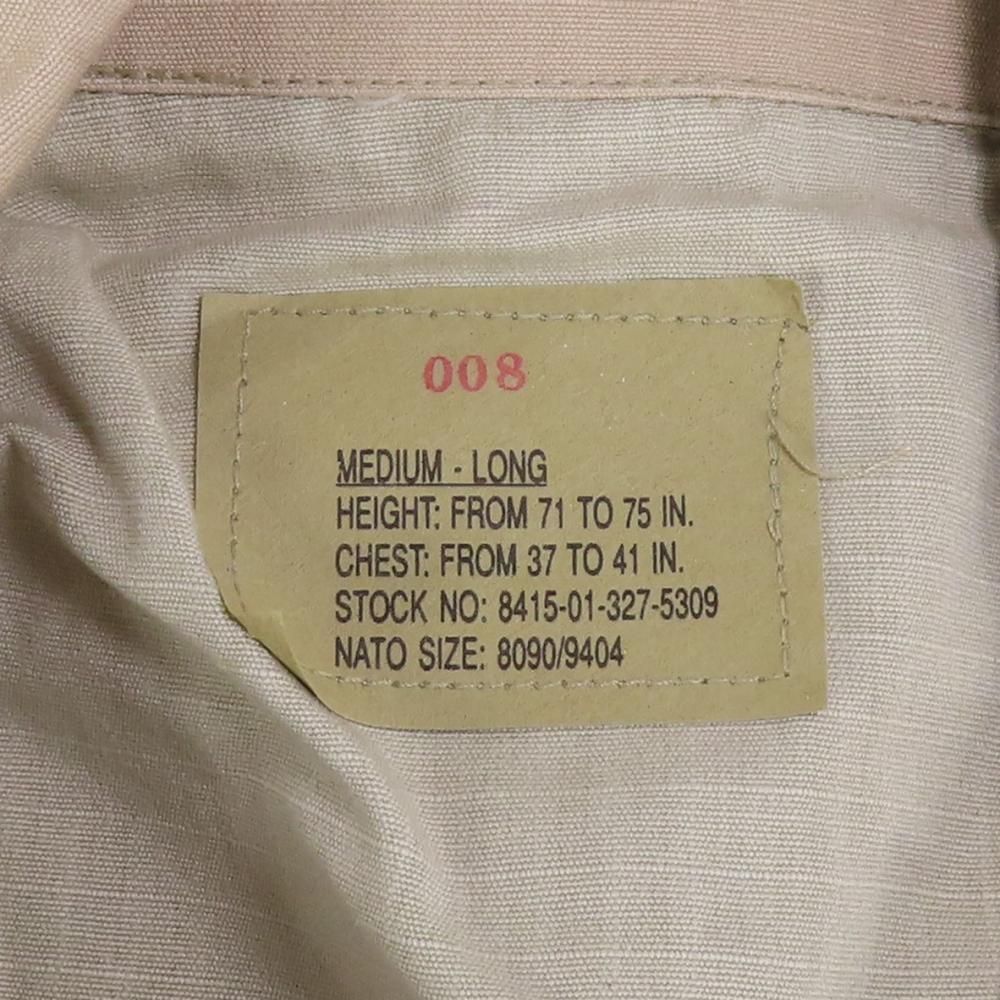 008
MEDIUM - LONG
HEIGHT: FROM 71 TO 75 IN.
CHEST: FROM 37 TO 41 IN.
STOCK NO: 8415-01-327-5309
NATO SIZE: 8090/9404